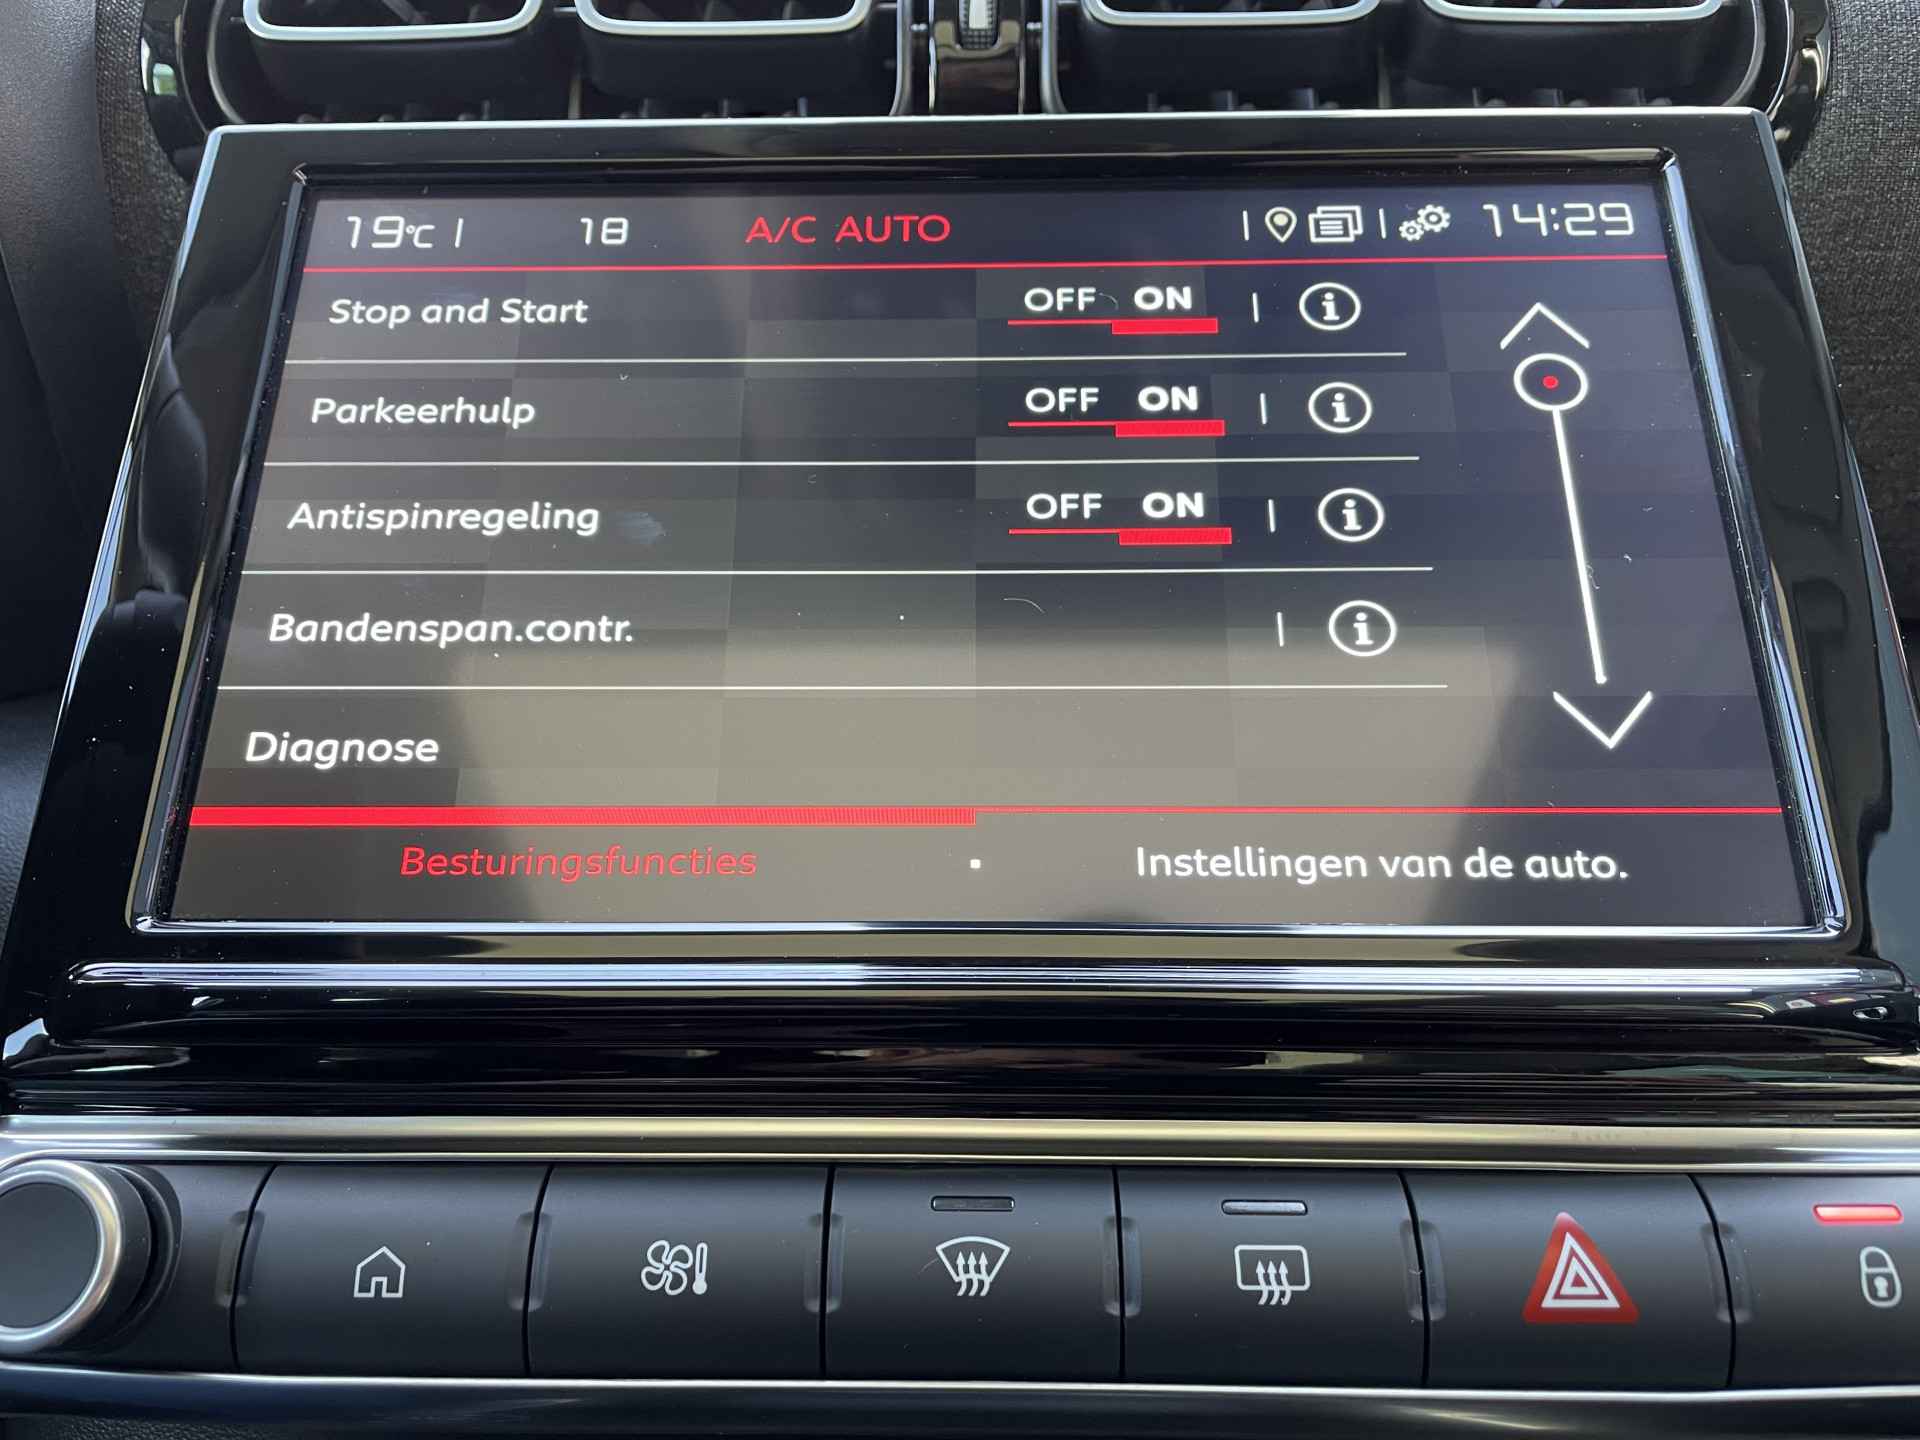 19°C 18 A/C AUTO 14:29
Stop and Start OFF ON i
Parkeerhulp OFF ON i
Antispinregeling OFF ON i
Bandenspan.contr. i
Diagnose
Besturingsfuncties Instellingen van de auto.